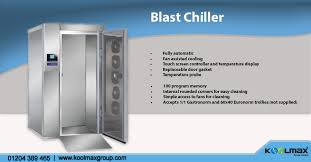 Blast Chiller
Fully automatic
Fan assisted cooling
Touch screen controller and temperature display
Replaceable door gasket
Temperature probe
100 program memory
Internal rounded corners for easy cleaning
Simple access to fans for cleaning
Accepts 1/1 Gastronorm and 60x40 Euronorm trollies (not supplied)
01204 389 465 | www.koolmaxgroup.com
KOOLMAX